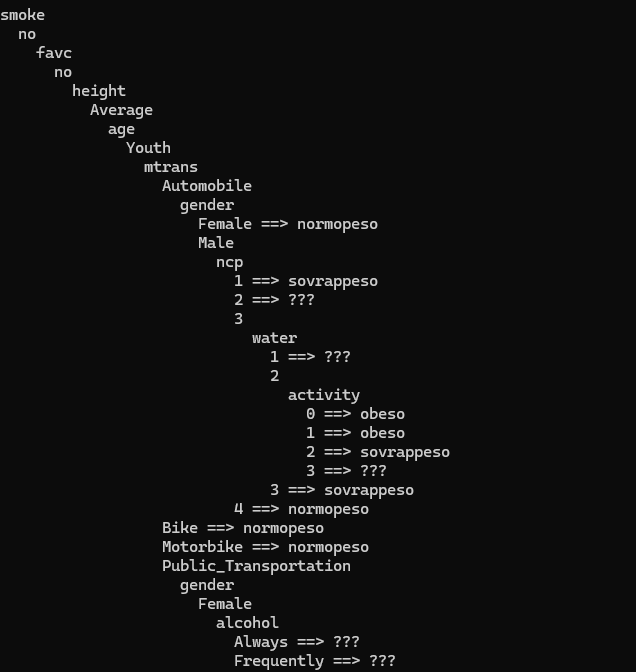 smoke
no
favc
no
height
Average
age
Youth
mtrans
Automobile
gender
Female ==> normopeso
Male
ncp
1 ==> sovrappeso
2 ==> ???
3
water
1 ==> ???
2
activity
0 ==> obeso
1 ==> obeso
2 ==> sovrappeso
3 ==> ???
3 ==> sovrappeso
4 ==> normopeso
Bike ==> normopeso
Motorbike ==> normopeso
Public_Transportation
gender
Female
alcohol
Always ==> ???
Frequently ==> ???